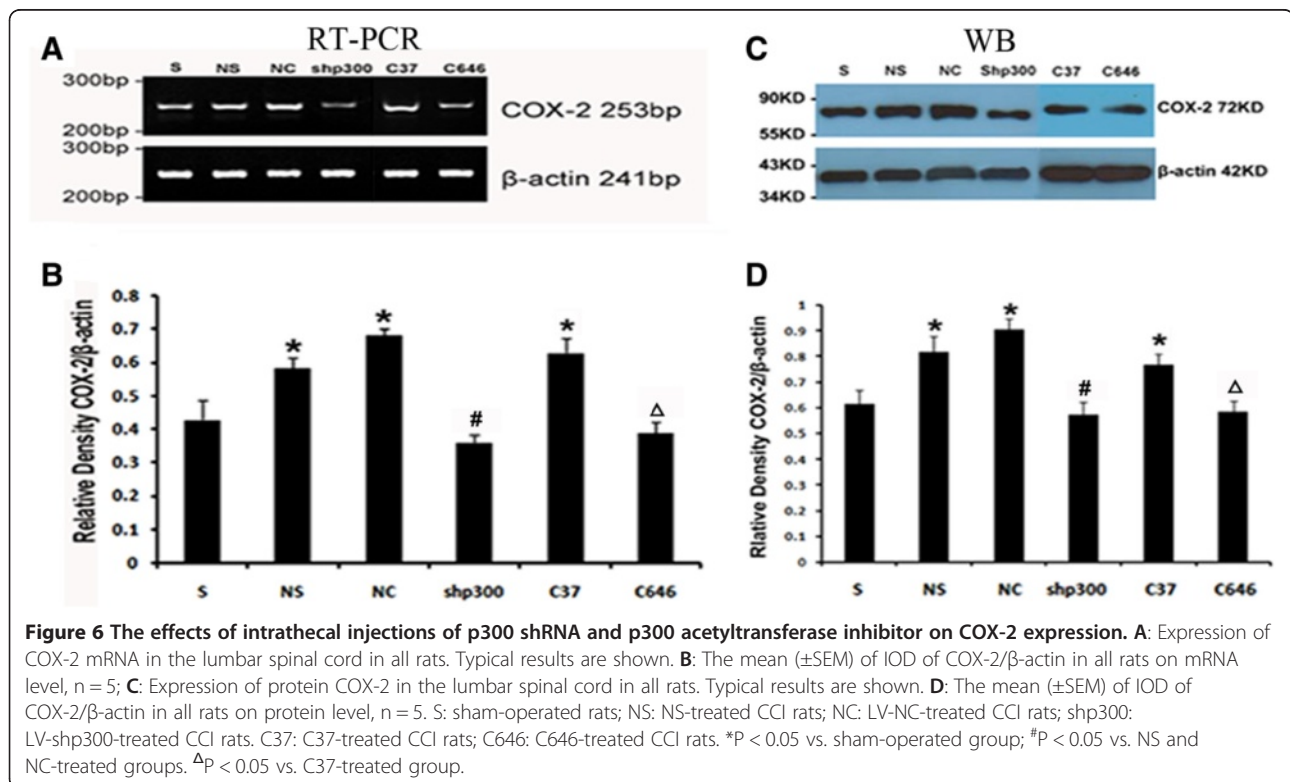 A
RT-PCR
S NS NC shp300 C37 C646
300bp
COX-2 253bp
200bp
300bp
β-actin 241bp
200bp
C
WB
S NS NC Shp300 C37 C646
90KD
COX-2 72KD
55KD
43KD
β-actin 42KD
34KD
B
Relative Density COX-2/β-actin
0.8
0.7
0.6
0.5
0.4
0.3
0.2
0.1
0
* * # * Δ
S NS NC shp300 C37 C646
D
Rlative Density COX-2/β-actin
1
0.9
0.8
0.7
0.6
0.5
0.4
0.3
0.2
0.1
0
* * # * Δ
S NS NC shp300 C37 C646
Figure 6 The effects of intrathecal injections of p300 shRNA and p300 acetyltransferase inhibitor on COX-2 expression. A: Expression of
COX-2 mRNA in the lumbar spinal cord in all rats. Typical results are shown. B: The mean (±SEM) of IOD of COX-2/β-actin in all rats on mRNA
level, n = 5; C: Expression of protein COX-2 in the lumbar spinal cord in all rats. Typical results are shown. D: The mean (±SEM) of IOD of
COX-2/β-actin in all rats on protein level, n = 5. S: sham-operated rats; NS: NS-treated CCI rats; NC: LV-NC-treated CCI rats; shp300:
LV-shp300-treated CCI rats. C37: C37-treated CCI rats; C646: C646-treated CCI rats. *P < 0.05 vs. sham-operated group; #P < 0.05 vs. NS and
NC-treated groups. ΔP < 0.05 vs. C37-treated group.